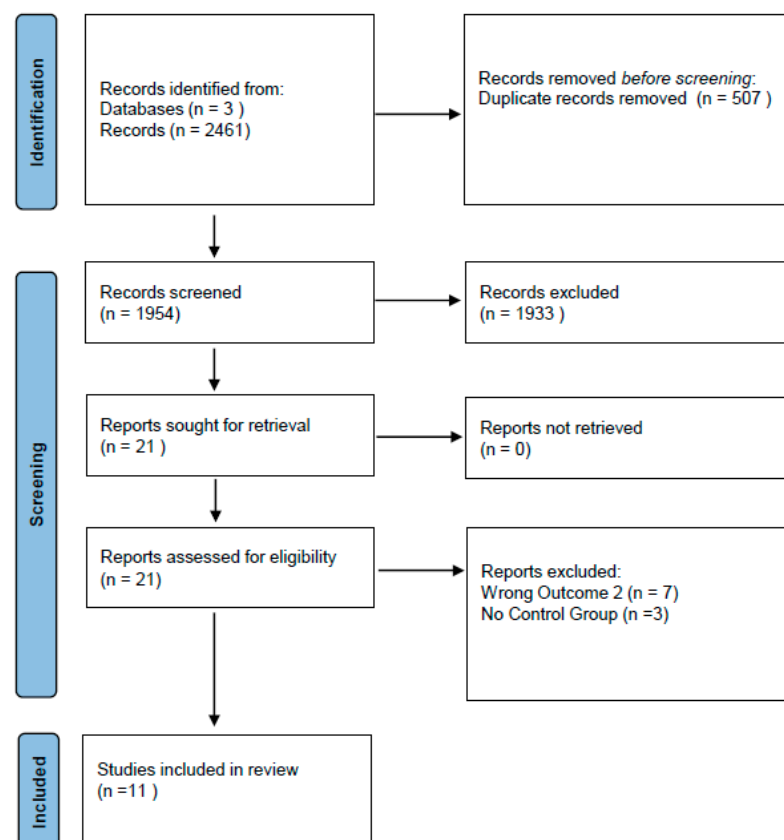 Identification
Records identified from:
Databases (n = 3 )
Records (n = 2461)
Records removed before screening:
Duplicate records removed  (n = 507 )
Screening
Records screened
(n = 1954)
Records excluded
(n = 1933 )
Reports sought for retrieval
(n = 21 )
Reports not retrieved
(n = 0)
Reports assessed for eligibility
(n = 21)
Reports excluded:
Wrong Outcome 2 (n = 7)
No Control Group (n =3)
Included
Studies included in review
(n =11 )